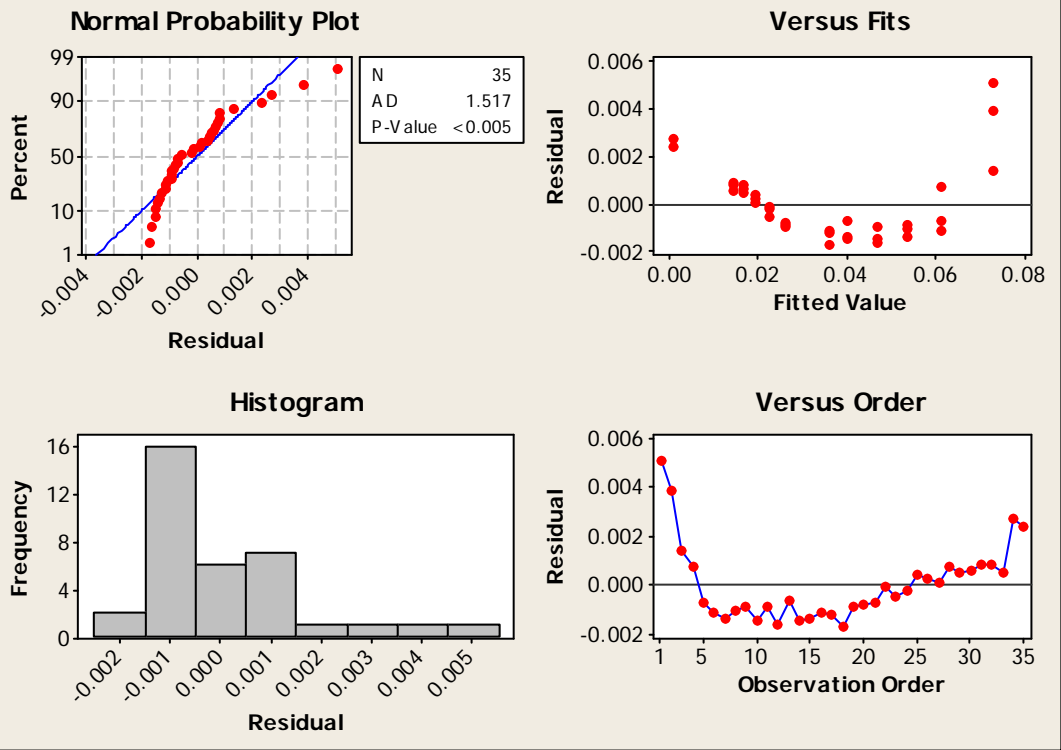 Normal Probability Plot
99
90
50
10
1
Percent
-0.004
-0.002
0.000
0.002
0.004
Residual
N 35
AD 1.517
P-Value <0.005
Versus Fits
0.006
0.004
0.002
0.000
-0.002
Residual
0.00 0.02 0.04 0.06 0.08
Fitted Value
Histogram
16
12
8
4
0
Frequency
-0.002
-0.001
0.000
0.001
0.002
0.003
0.004
0.005
Residual
Versus Order
0.006
0.004
0.002
0.000
-0.002
Residual
1 5 10 15 20 25 30 35
Observation Order